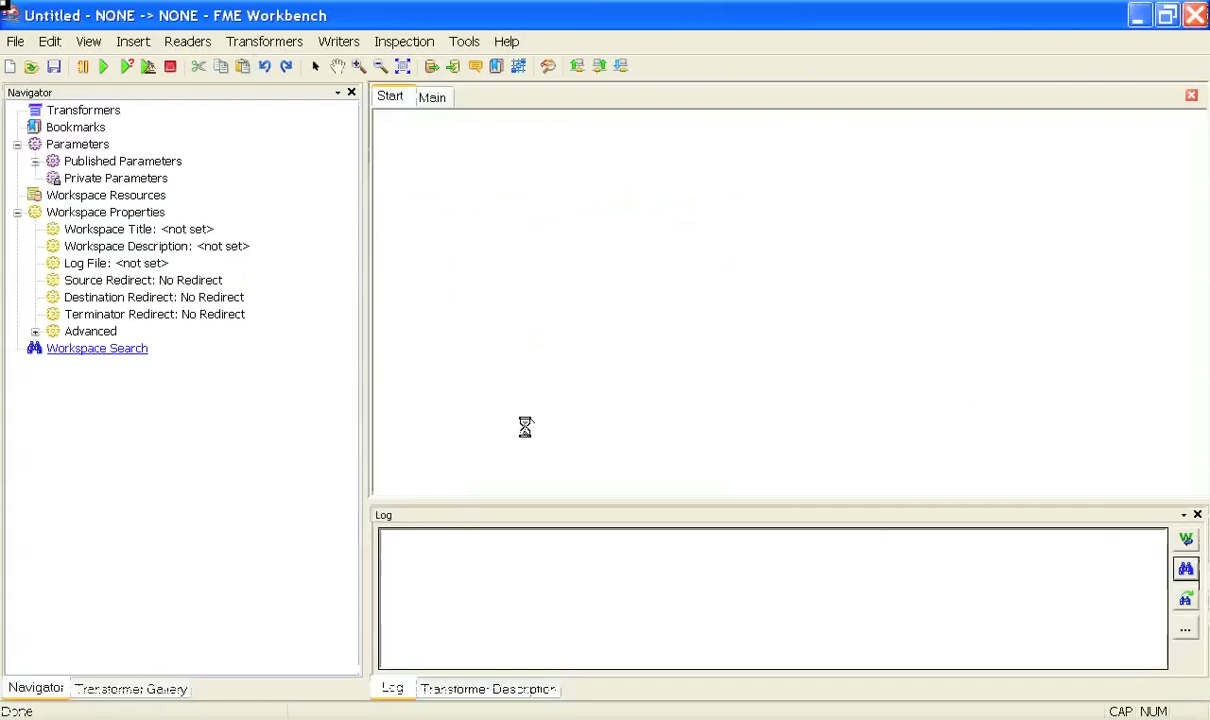 Untitled - NONE -> NONE - FME Workbench
File Edit View Insert Readers Transformers Writers Inspection Tools Help
Navigator
Start Main
Transformers
Bookmarks
Parameters
Published Parameters
Private Parameters
Workspace Resources
Workspace Properties
Workspace Title: <not set>
Workspace Description: <not set>
Log File: <not set>
Source Redirect: No Redirect
Destination Redirect: No Redirect
Terminator Redirect: No Redirect
Advanced
Workspace Search
Log
Navigator Transformer Gallery
Log Transformer Description
Done
CAP NUM